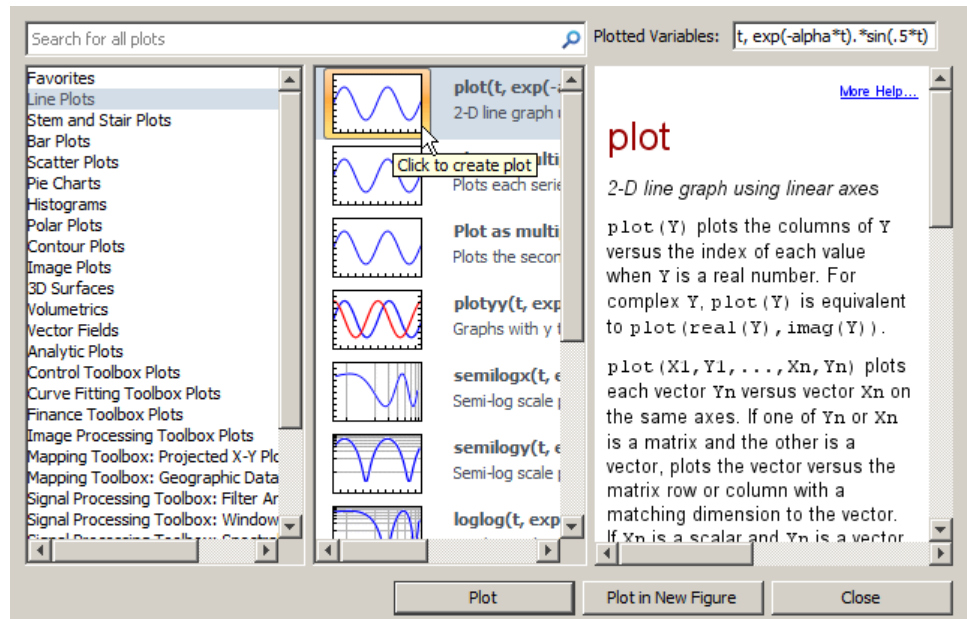 Search for all plots
Plotted Variables: t, exp(-alpha*t).*sin(.5*t)
Favorites
Line Plots
Stem and Stair Plots
Bar Plots
Scatter Plots
Pie Charts
Histograms
Polar Plots
Contour Plots
Image Plots
3D Surfaces
Volumetrics
Vector Fields
Analytic Plots
Control Toolbox Plots
Curve Fitting Toolbox Plots
Finance Toolbox Plots
Image Processing Toolbox Plots
Mapping Toolbox: Projected X-Y Plo
Mapping Toolbox: Geographic Data
Signal Processing Toolbox: Filter An
Signal Processing Toolbox: Window
plot(t, exp(-a
2-D line graph u
Click to create plot
Plots each serie
Plot as multi
Plots the secon
plotyy(t, exp
Graphs with y t
semilogx(t, e
Semi-log scale p
semilogy(t, e
Semi-log scale p
loglog(t, exp
More Help...
plot
2-D line graph using linear axes
plot(Y) plots the columns of Y
versus the index of each value
when Y is a real number. For
complex Y, plot(Y) is equivalent
to plot(real(Y),imag(Y)).
plot(X1,Y1,...,Xn,Yn) plots
each vector Yn versus vector Xn on
the same axes. If one of Yn or Xn
is a matrix and the other is a
vector, plots the vector versus the
matrix row or column with a
matching dimension to the vector.
If Xn is a scalar and Yn is a vector
Plot
Plot in New Figure
Close